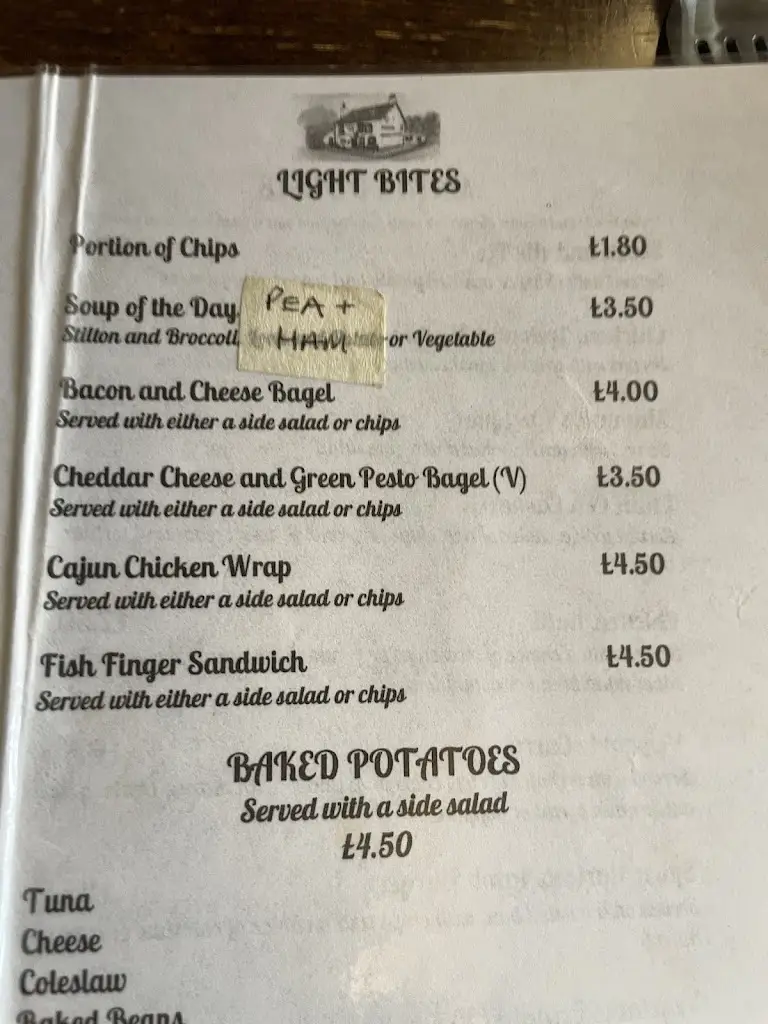 LIGHT BITES
Portion of Chips £1.80
Soup of the Day £3.50
PEA +
HAM
Stilton and Broccoli or Vegetable
Bacon and Cheese Bagel £4.00
Served with either a side salad or chips
Cheddar Cheese and Green Pesto Bagel (V) £3.50
Served with either a side salad or chips
Cajun Chicken Wrap £4.50
Served with either a side salad or chips
Fish Finger Sandwich £4.50
Served with either a side salad or chips
BAKED POTATOES
Served with a side salad
£4.50
Tuna
Cheese
Coleslaw
Baked Beans